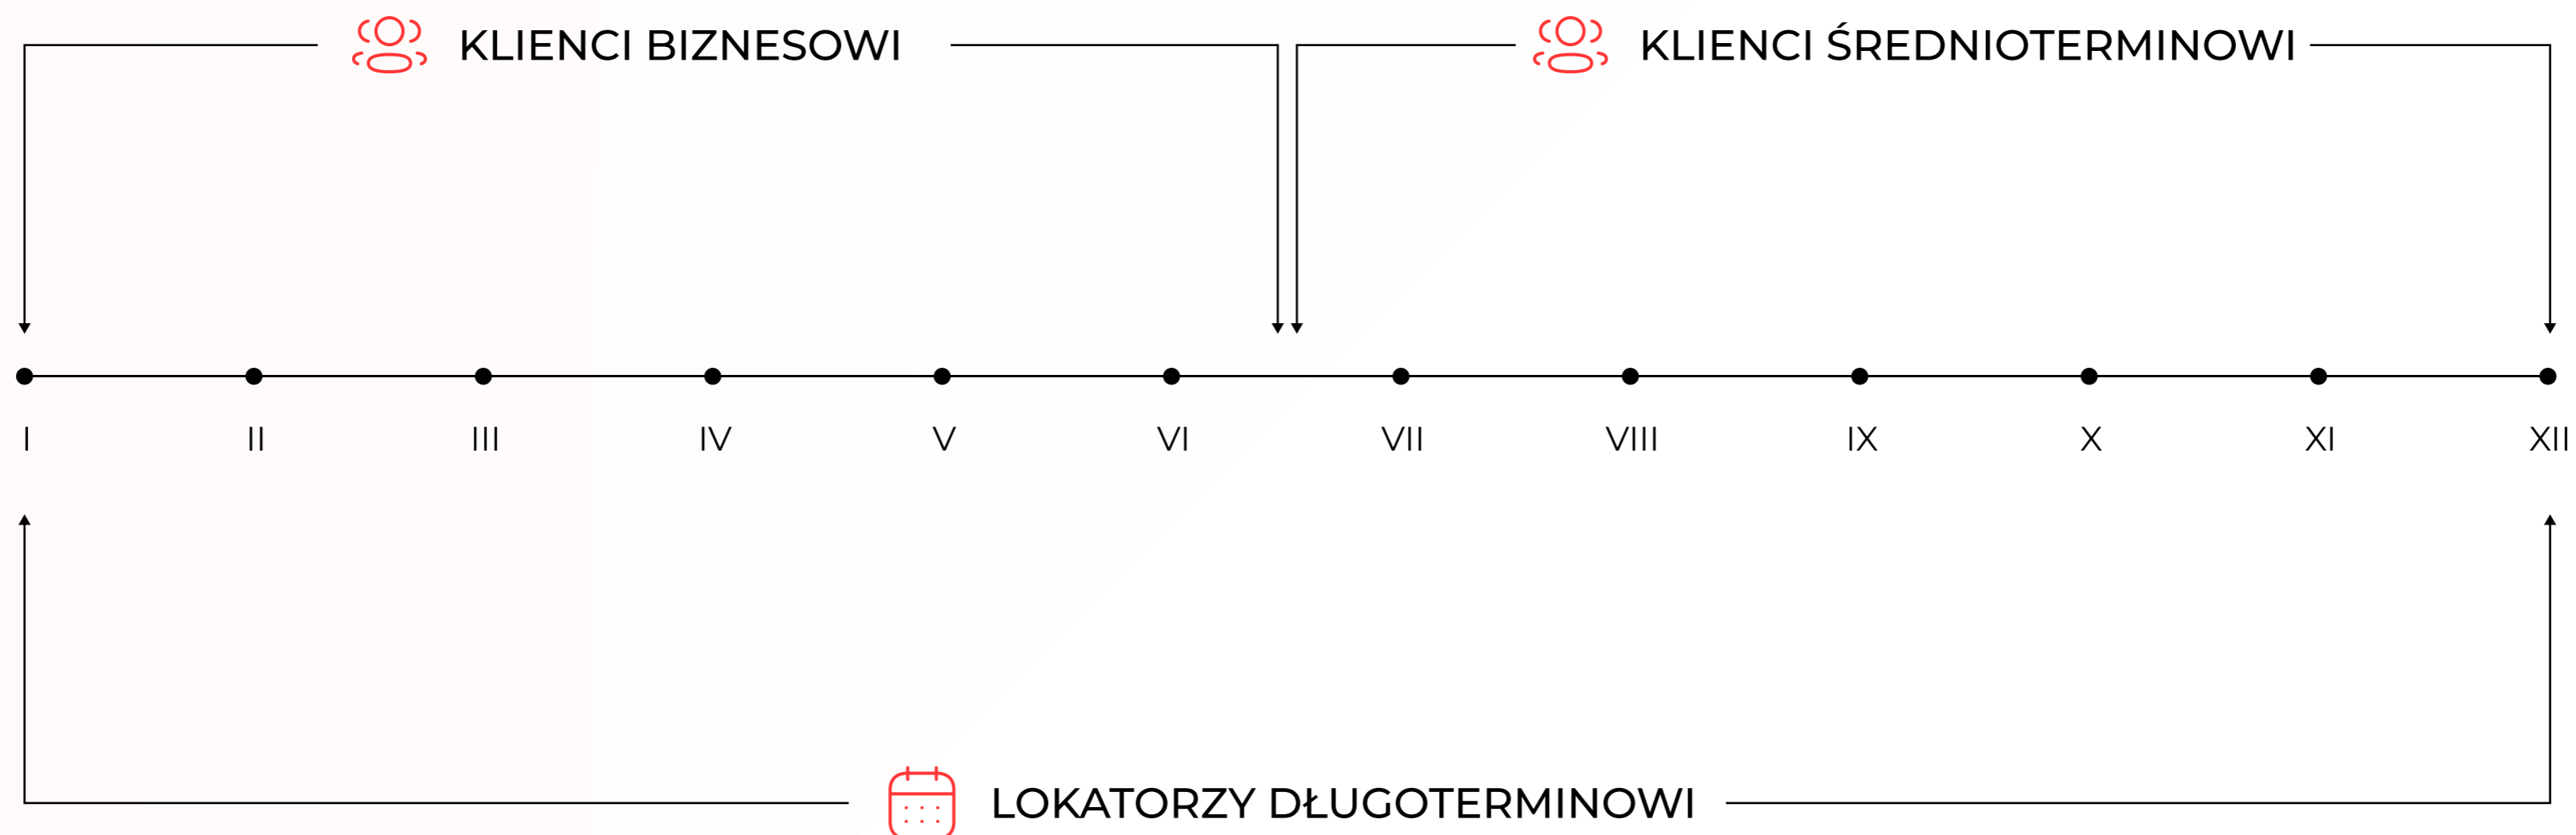 KLIENCI BIZNESOWI
KLIENCI ŚREDNIOTERMINOWI
I II III IV V VI VII VIII IX X XI XII
LOKATORZY DŁUGOTERMINOWI